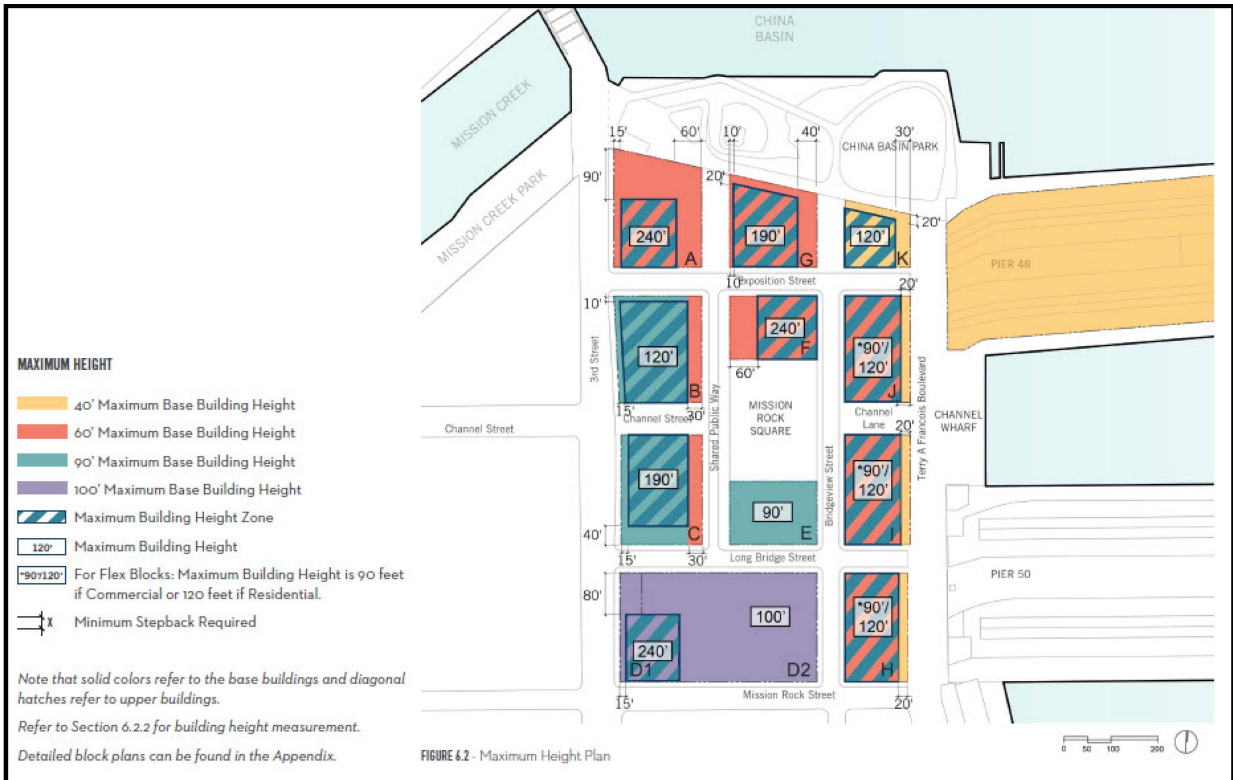 CHINA
BASIN
MISSION CREEK
MISSION CREEK PARK
15'
60'
10'
40'
30'
CHINA BASIN PARK
90'
20'
20'
240'
A
190'
G
120'
K
PIER 48
10'
Exposition Street
20'
10'
3rd Street
120'
B
240'
F
*90'/
120'
J
60'
15'
30'
Channel Street
Channel Street
Shared Public Way
MISSION
ROCK
SQUARE
Channel
Lane
20'
Terry A Francois Boulevard
CHANNEL
WHARF
190'
C
90'
E
Bridgeview Street
*90'/
120'
I
40'
15'
30'
Long Bridge Street
PIER 50
80'
100'
240'
D1
D2
*90'/
120'
H
Mission Rock Street
15'
20'
MAXIMUM HEIGHT
40' Maximum Base Building Height
60' Maximum Base Building Height
90' Maximum Base Building Height
100' Maximum Base Building Height
Maximum Building Height Zone
120' Maximum Building Height
*90'/120' For Flex Blocks: Maximum Building Height is 90 feet
if Commercial or 120 feet if Residential.
X Minimum Stepback Required
Note that solid colors refer to the base buildings and diagonal
hatches refer to upper buildings.
Refer to Section 6.2.2 for building height measurement.
Detailed block plans can be found in the Appendix.
FIGURE 6.2 - Maximum Height Plan
0 50 100 200